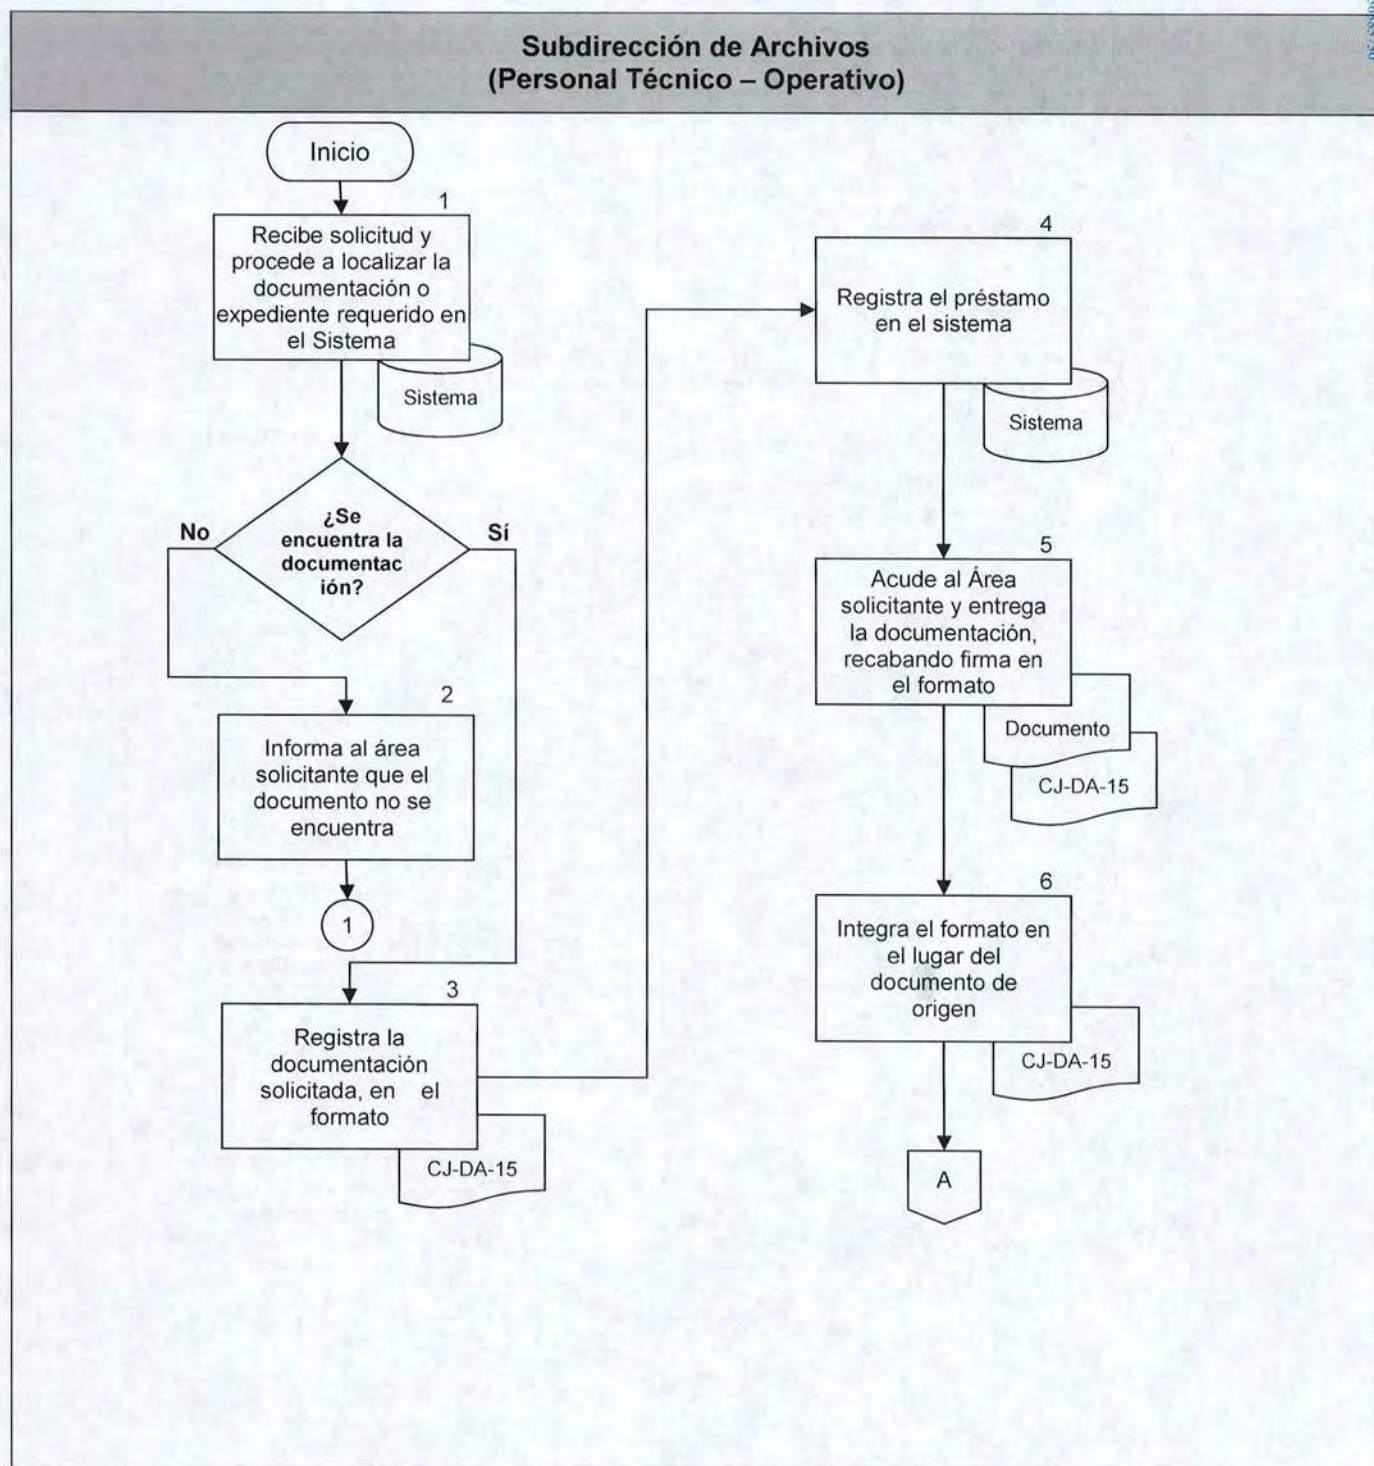 Subdirección de Archivos
(Personal Técnico – Operativo)
Inicio
1
Recibe solicitud y
procede a localizar la
documentación o
expediente requerido en
el Sistema
Sistema
No
¿Se
encuentra la
documentac
ión?
Sí
2
Informa al área
solicitante que el
documento no se
encuentra
1
3
Registra la
documentación
solicitada, en el
formato
CJ-DA-15
4
Registra el préstamo
en el sistema
Sistema
5
Acude al Área
solicitante y entrega
la documentación,
recabando firma en
el formato
Documento
CJ-DA-15
6
Integra el formato en
el lugar del
documento de
origen
CJ-DA-15
A